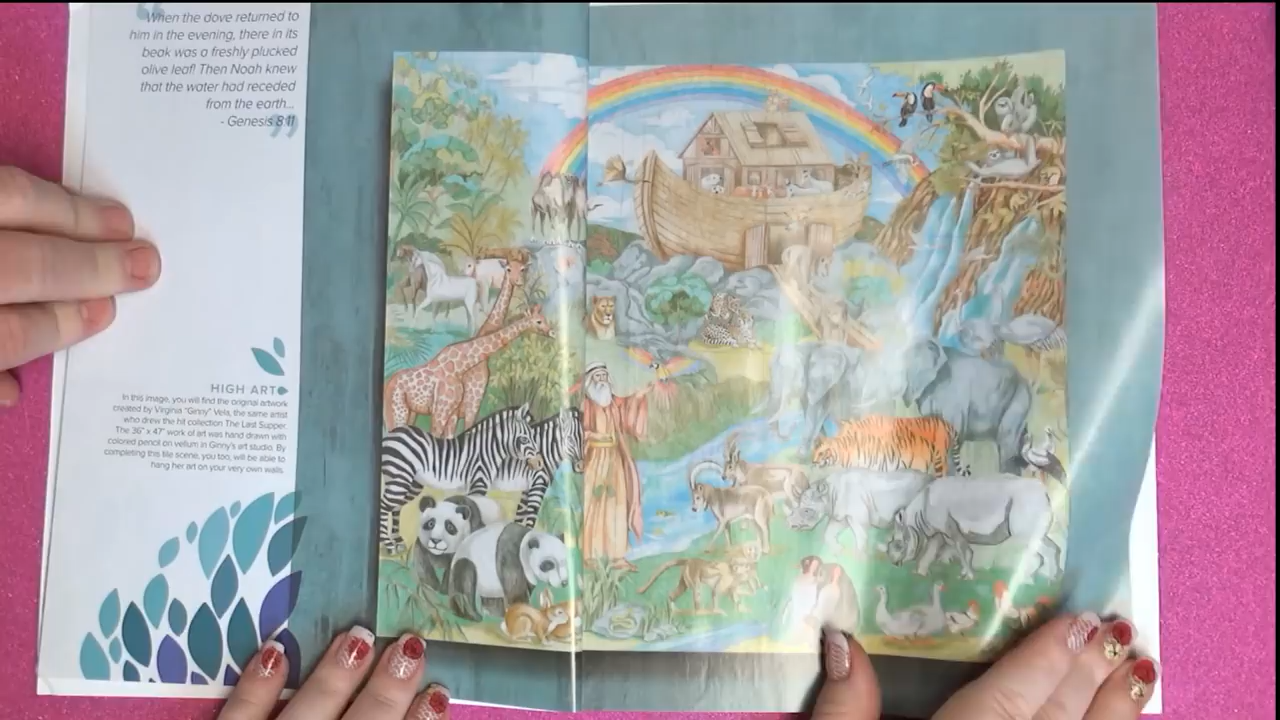 When the dove returned to
him in the evening, there in its
beak was a freshly plucked
olive leaf! Then Noah knew
that the water had receded
from the earth...
- Genesis 8:11
HIGH ART
In this image, you will find the original artwork
created by Virginia "Ginny" Vela, the same artist
who drew the hit collection The Last Supper.
The 36" x 47" work of art was hand drawn with
colored pencil on vellum in Ginny's art studio. By
completing this tile scene, you too, will be able to
hang her art on your very own walls.